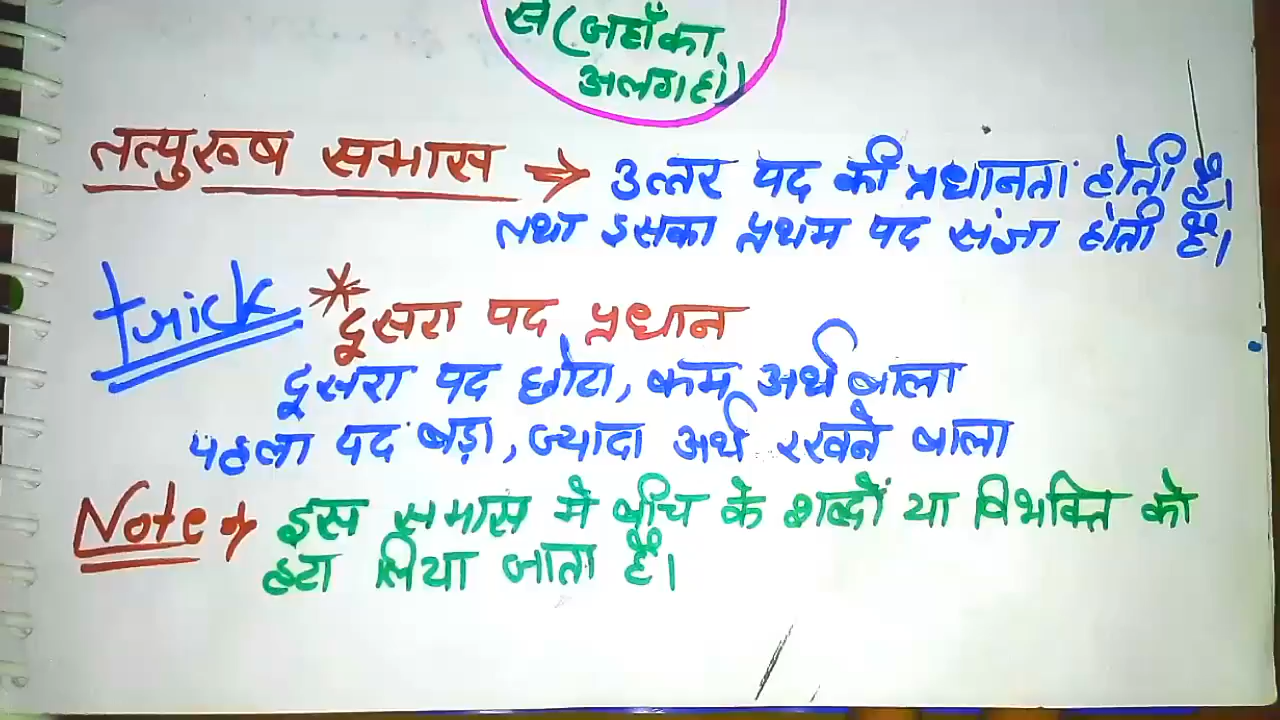 से (जहाँ का,
अलग हो)
तत्पुरूष समास → उत्तर पद की प्रधानता होती है।
तथा इसका प्रथम पद संज्ञा होती है।
trick * दूसरा पद प्रधान
दूसरा पद छोटा, कम अर्थ बाला
पहला पद बड़ा, ज्यादा अर्थ रखने बाला
Note → इस समास में बीच के शब्दों या विभक्ति को
हटा लिया जाता है।